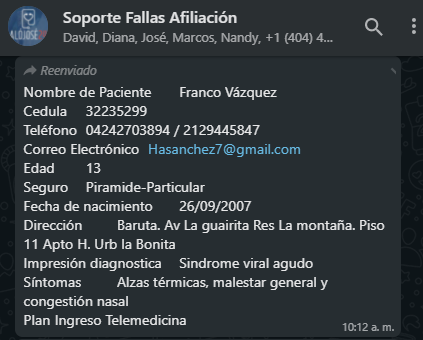 Soporte Fallas Afiliación
David, Diana, José, Marcos, Nandy, +1 (404) 4...
ALOJOSÉ
Reenviado
Nombre de Paciente Franco Vázquez
Cedula 32235299
Teléfono 04242703894 / 2129445847
Correo Electrónico Hasanchez7@gmail.com
Edad 13
Seguro Piramide-Particular
Fecha de nacimiento 26/09/2007
Dirección Baruta. Av La guairita Res La montaña. Piso
11 Apto H. Urb la Bonita
Impresión diagnostica Sindrome viral agudo
Síntomas Alzas térmicas, malestar general y
congestión nasal
Plan Ingreso Telemedicina
10:12 a. m.